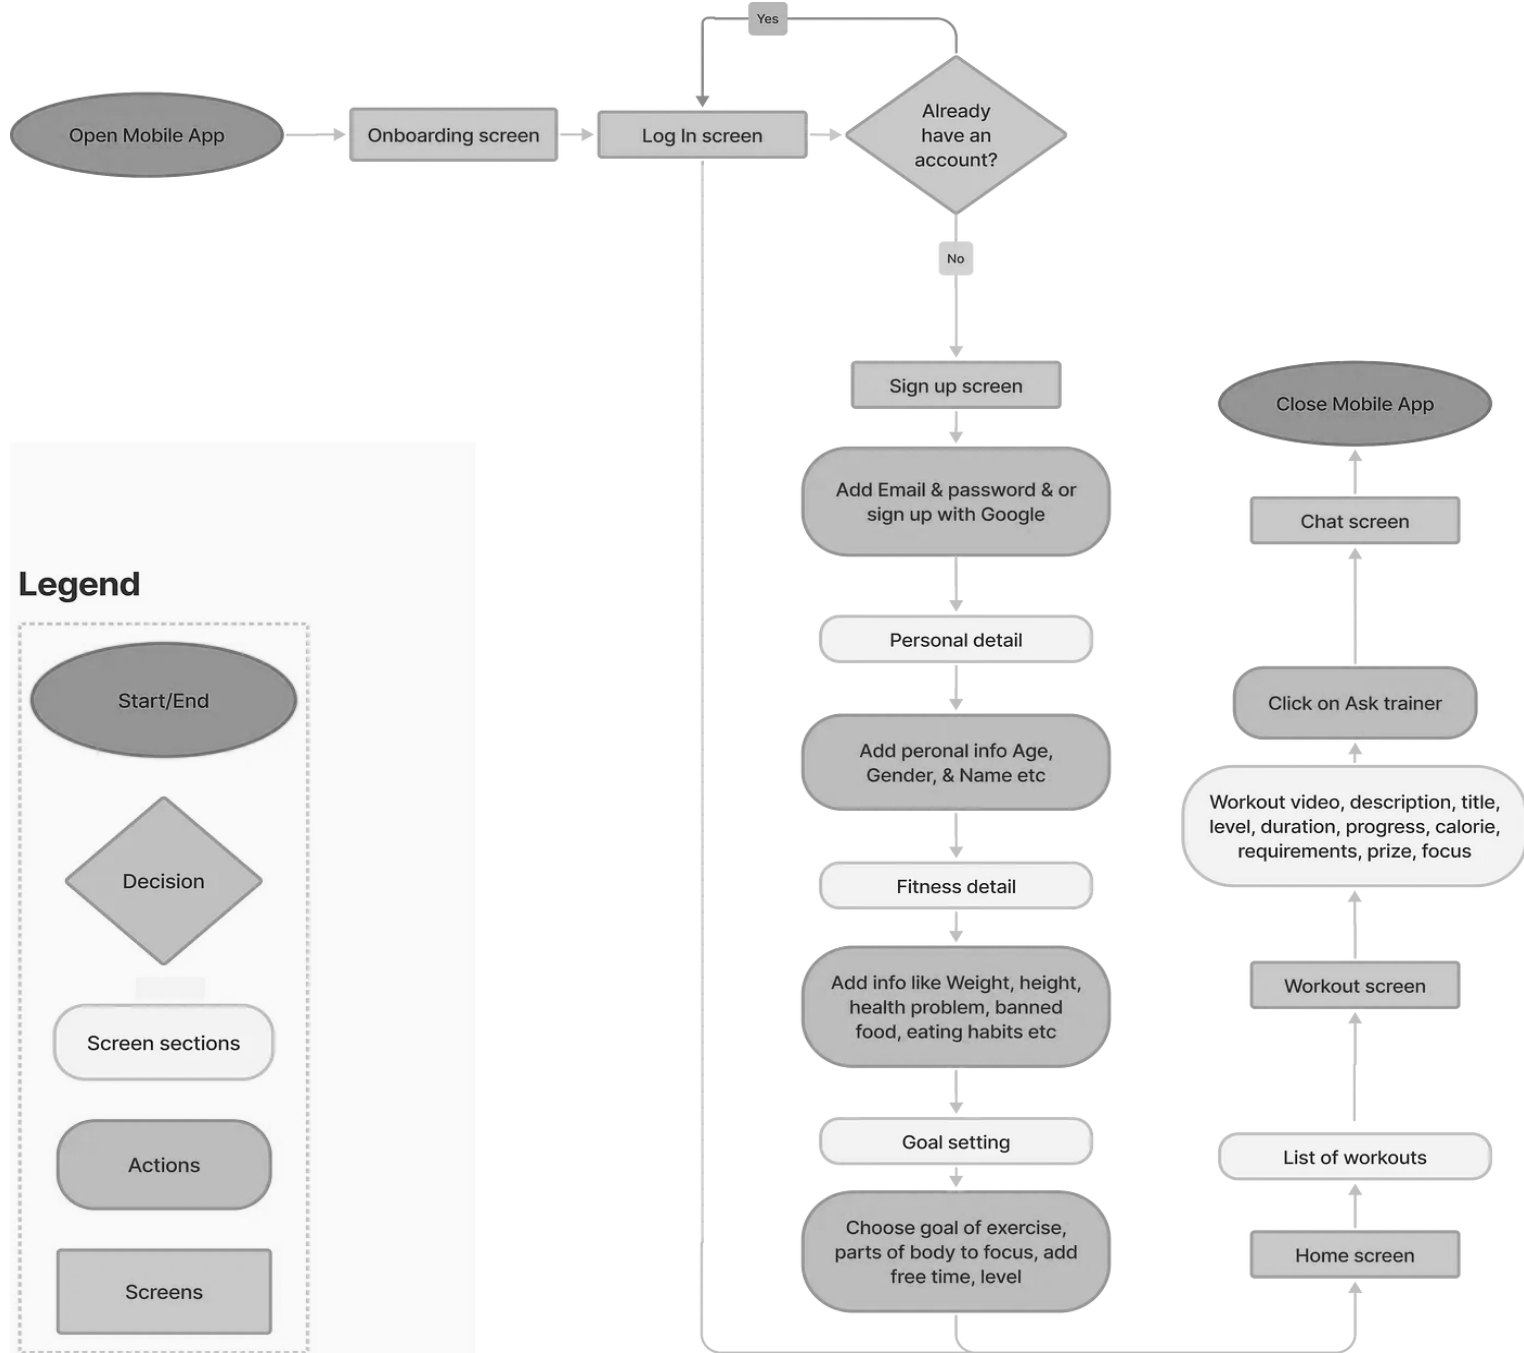 Yes
Open Mobile App
Onboarding screen
Log In screen
Already
have an
account?
No
Sign up screen
Add Email & password & or
sign up with Google
Personal detail
Add peronal info Age,
Gender, & Name etc
Fitness detail
Add info like Weight, height,
health problem, banned
food, eating habits etc
Goal setting
Choose goal of exercise,
parts of body to focus, add
free time, level
Close Mobile App
Chat screen
Click on Ask trainer
Workout video, description, title,
level, duration, progress, calorie,
requirements, prize, focus
Workout screen
List of workouts
Home screen
Legend
Start/End
Decision
Screen sections
Actions
Screens